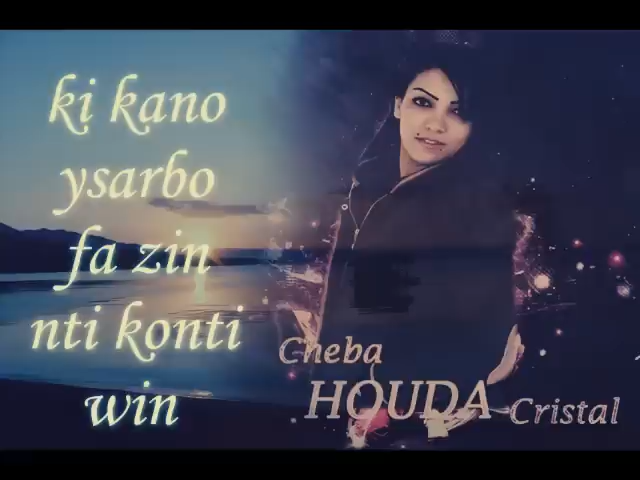 ki kano
ysarbo
fa zin
nti konti
win
Cheba
HOUDA Cristal